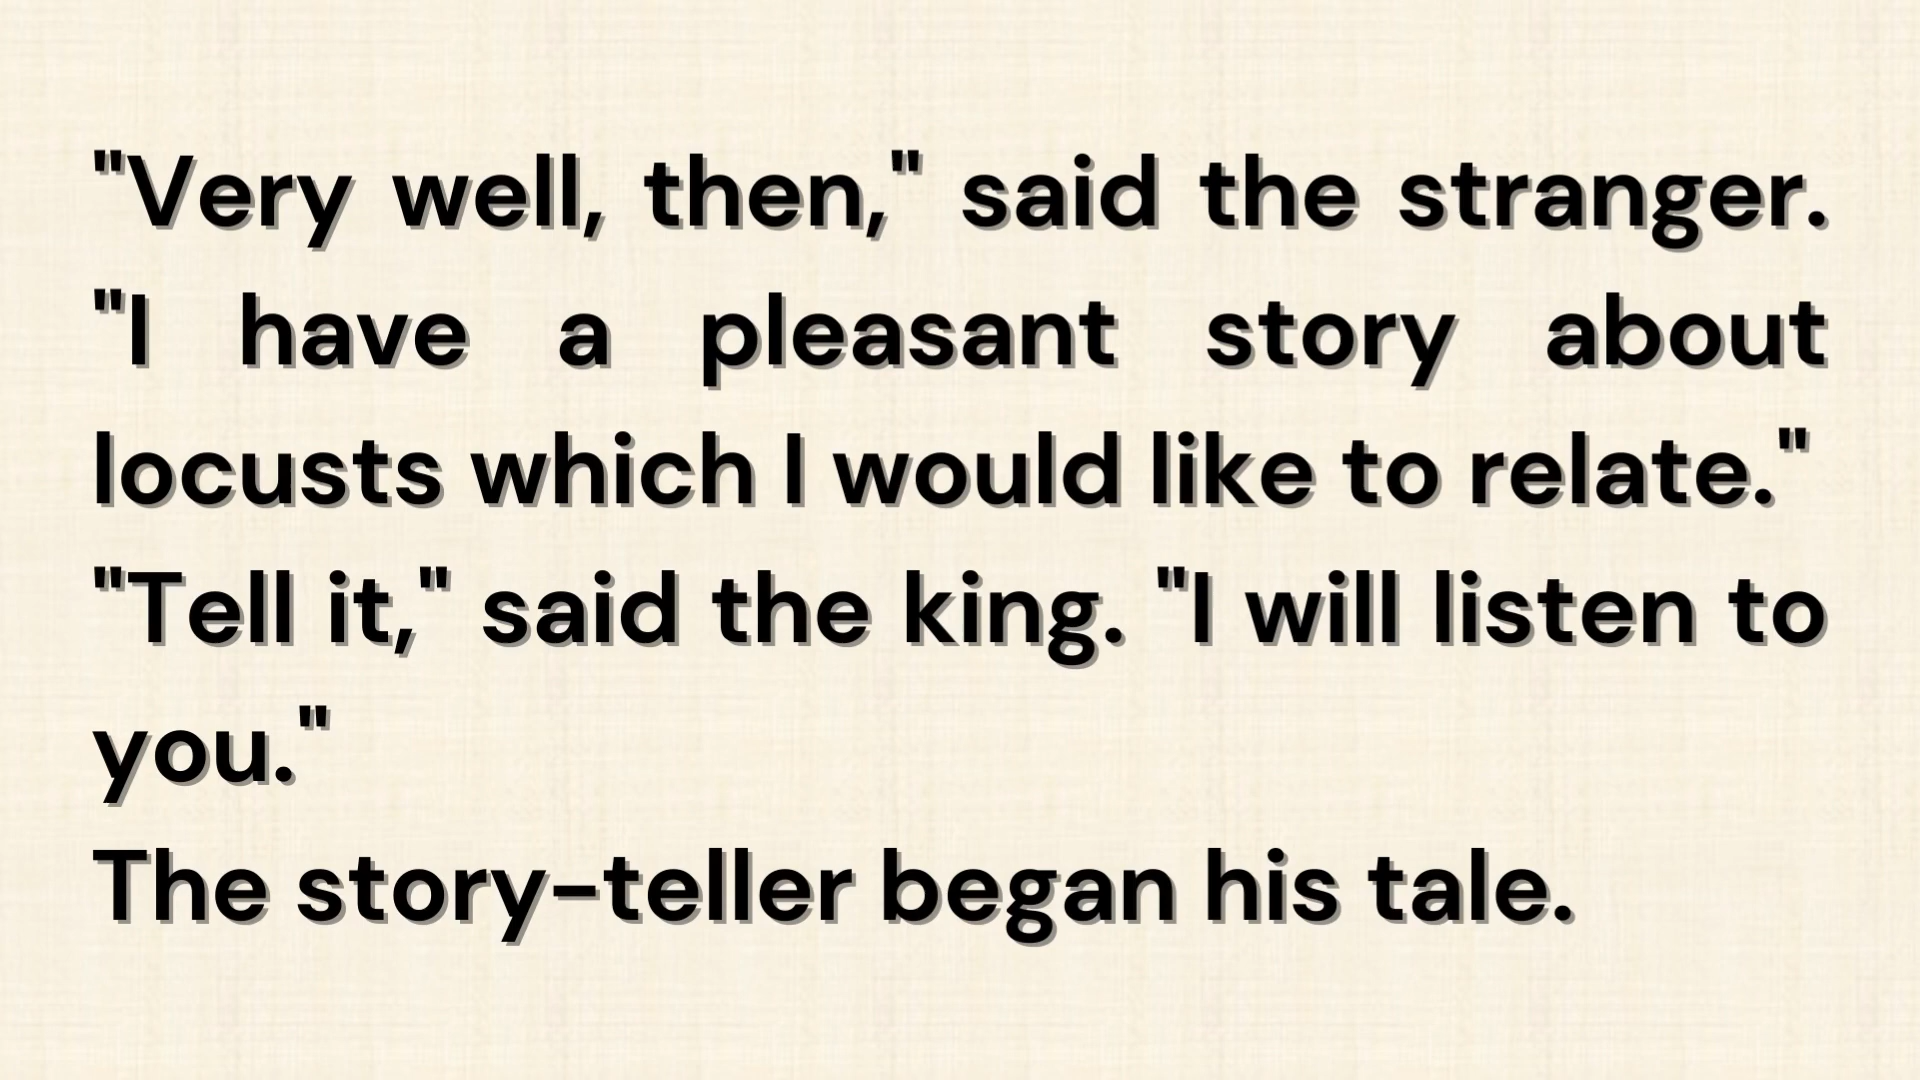 "Very well, then," said the stranger.
"I have a pleasant story about
locusts which I would like to relate."
"Tell it," said the king. "I will listen to
you."
The story-teller began his tale.